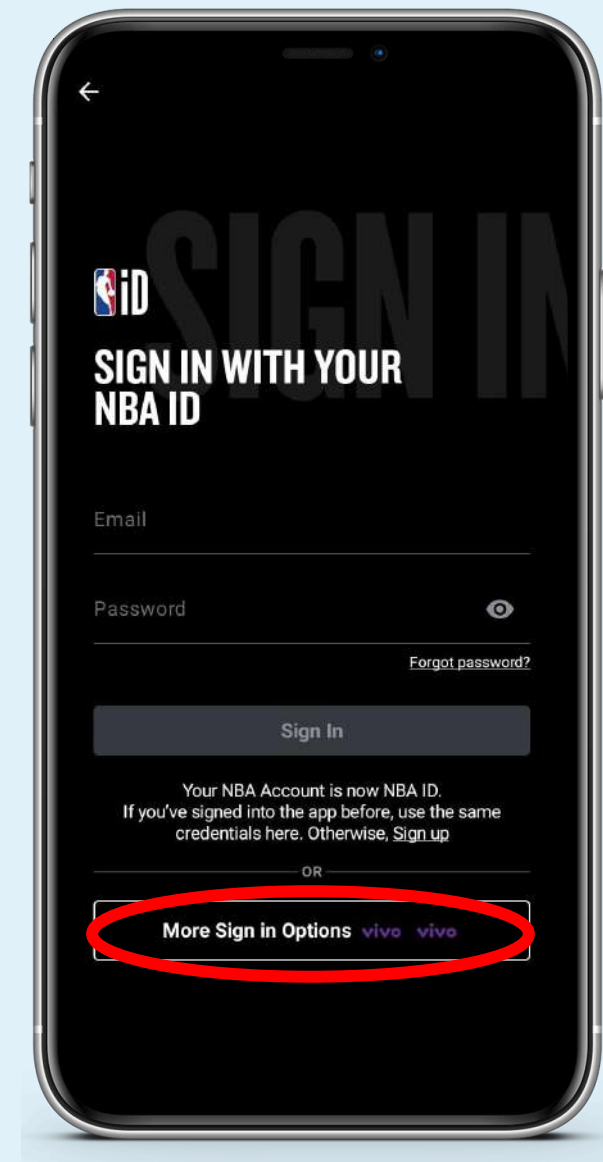 SIGN IN
iD
SIGN IN WITH YOUR
NBA ID
Email
Password
Forgot password?
Sign In
Your NBA Account is now NBA ID.
If you've signed into the app before, use the same
credentials here. Otherwise, Sign up
OR
More Sign in Options vivo vivo